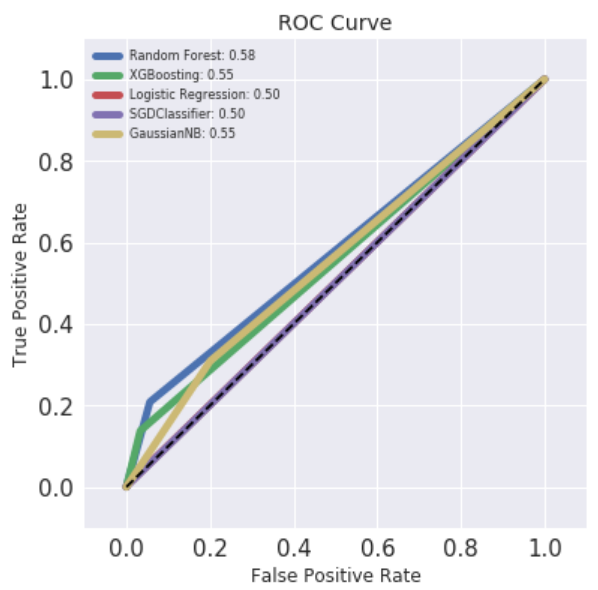 ROC Curve
Random Forest: 0.58
XGBoosting: 0.55
Logistic Regression: 0.50
SGDClassifier: 0.50
GaussianNB: 0.55
1.0
0.8
0.6
0.4
0.2
0.0
True Positive Rate
0.0 0.2 0.4 0.6 0.8 1.0
False Positive Rate